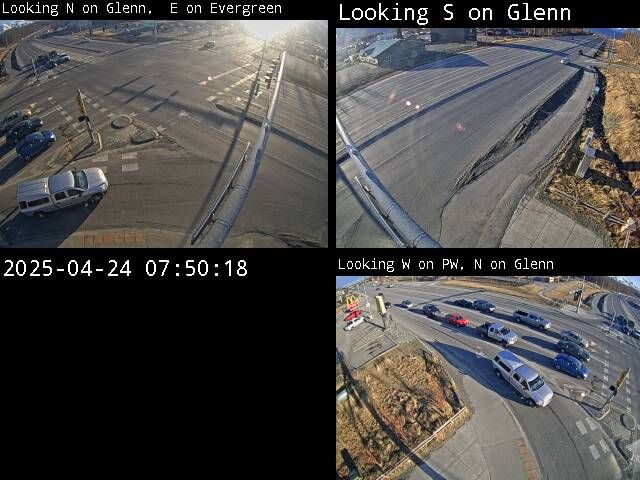 Looking N on Glenn,  E on Evergreen
Looking S on Glenn
2025-04-24 07:50:18
Looking W on PW, N on Glenn